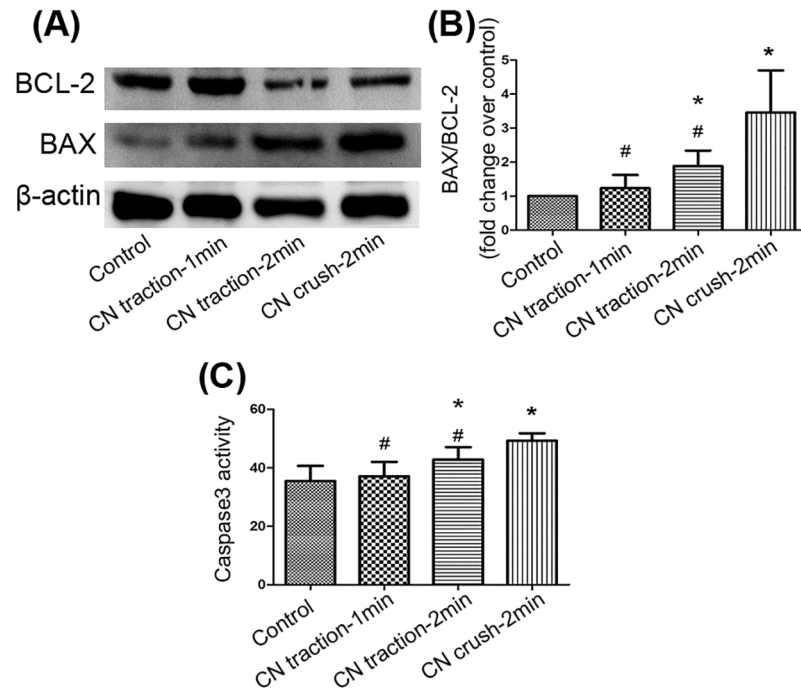 (A)
BCL-2
BAX
β-actin
Control
CN traction-1min
CN traction-2min
CN crush-2min
(B)
BAX/BCL-2
(fold change over control)
5
4
3
2
1
0
#
*
#
*
Control
CN traction-1min
CN traction-2min
CN crush-2min
(C)
Caspase3 activity
60
40
20
0
#
*
#
*
Control
CN traction-1min
CN traction-2min
CN crush-2min